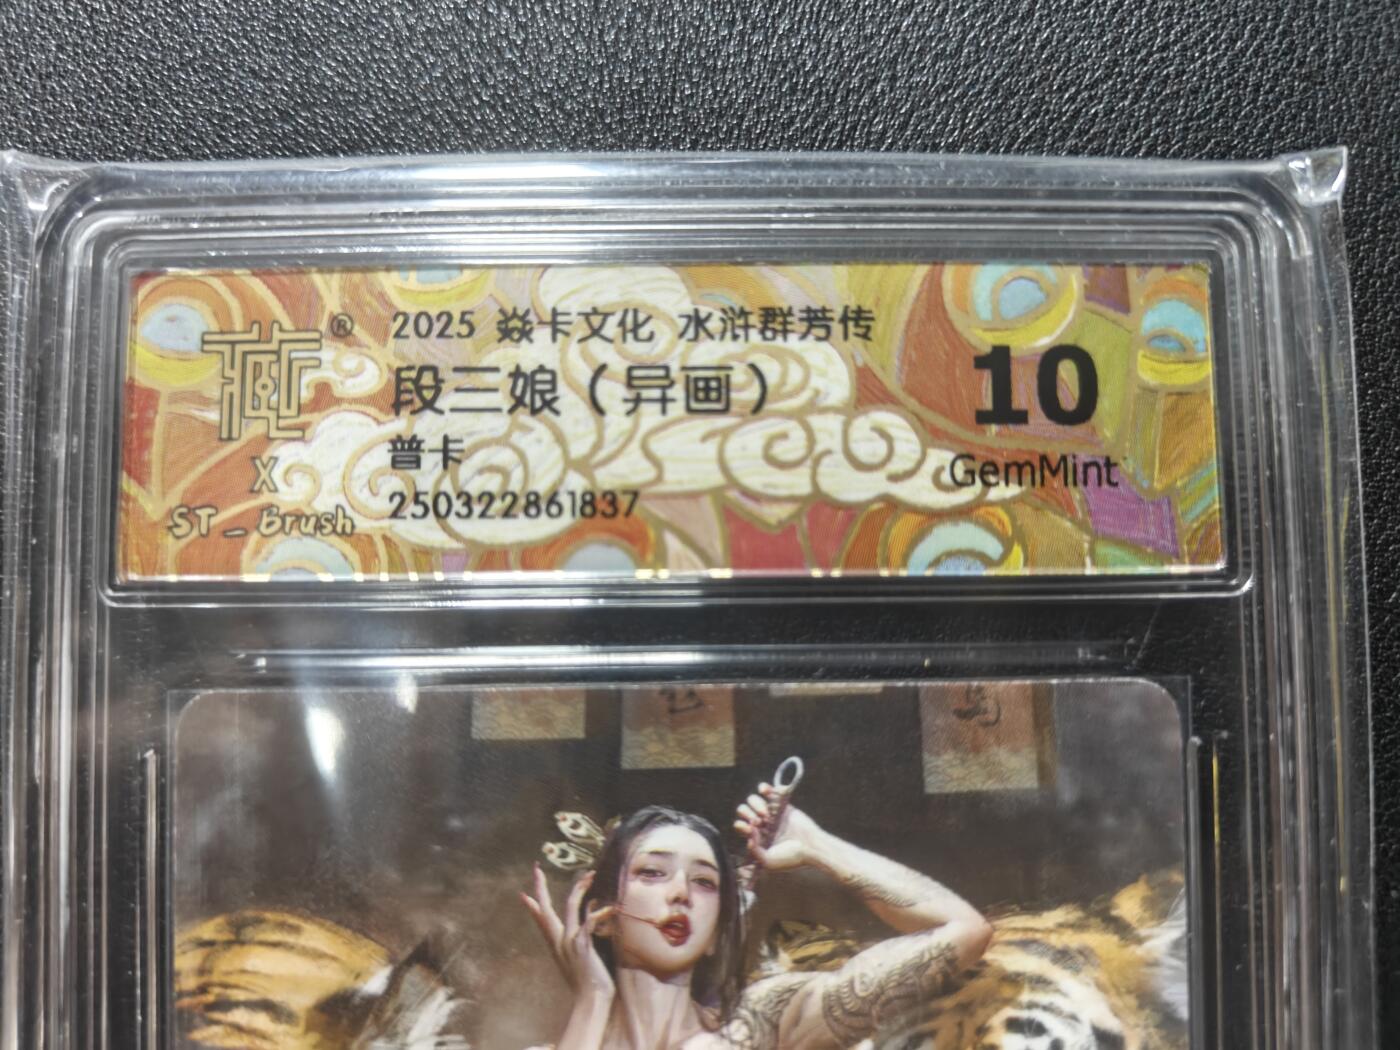 藏®
X
ST_Brush
2025 焱卡文化 水浒群芳传
段三娘（异画）
普卡
250322861837
10
GemMint